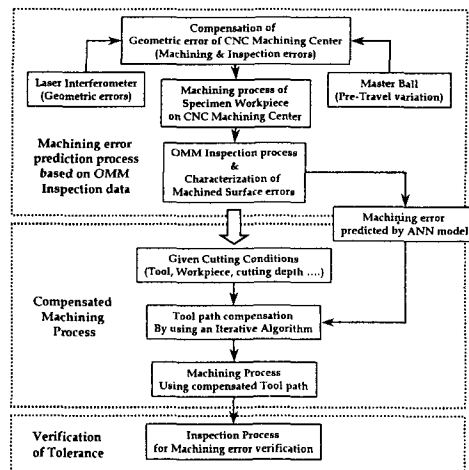 Compensation of
Geometric error of CNC Machining Center
(Machining & Inspection errors)
Laser Interferometer
(Geometric errors)
Machining process of
Specimen Workpiece
on CNC Machining Center
Master Ball
(Pre-Travel variation)
Machining error
prediction process
based on OMM
Inspection data
OMM Inspection process
&
Characterization of
Machined Surface errors
Machining error
predicted by ANN model
Given Cutting Conditions
(Tool, Workpiece, cutting depth ....)
Compensated
Machining
Process
Tool path compensation
By using an Iterative Algorithm
Machining Process
Using compensated Tool path
Verification
of Tolerance
Inspection Process
for Machining error verification